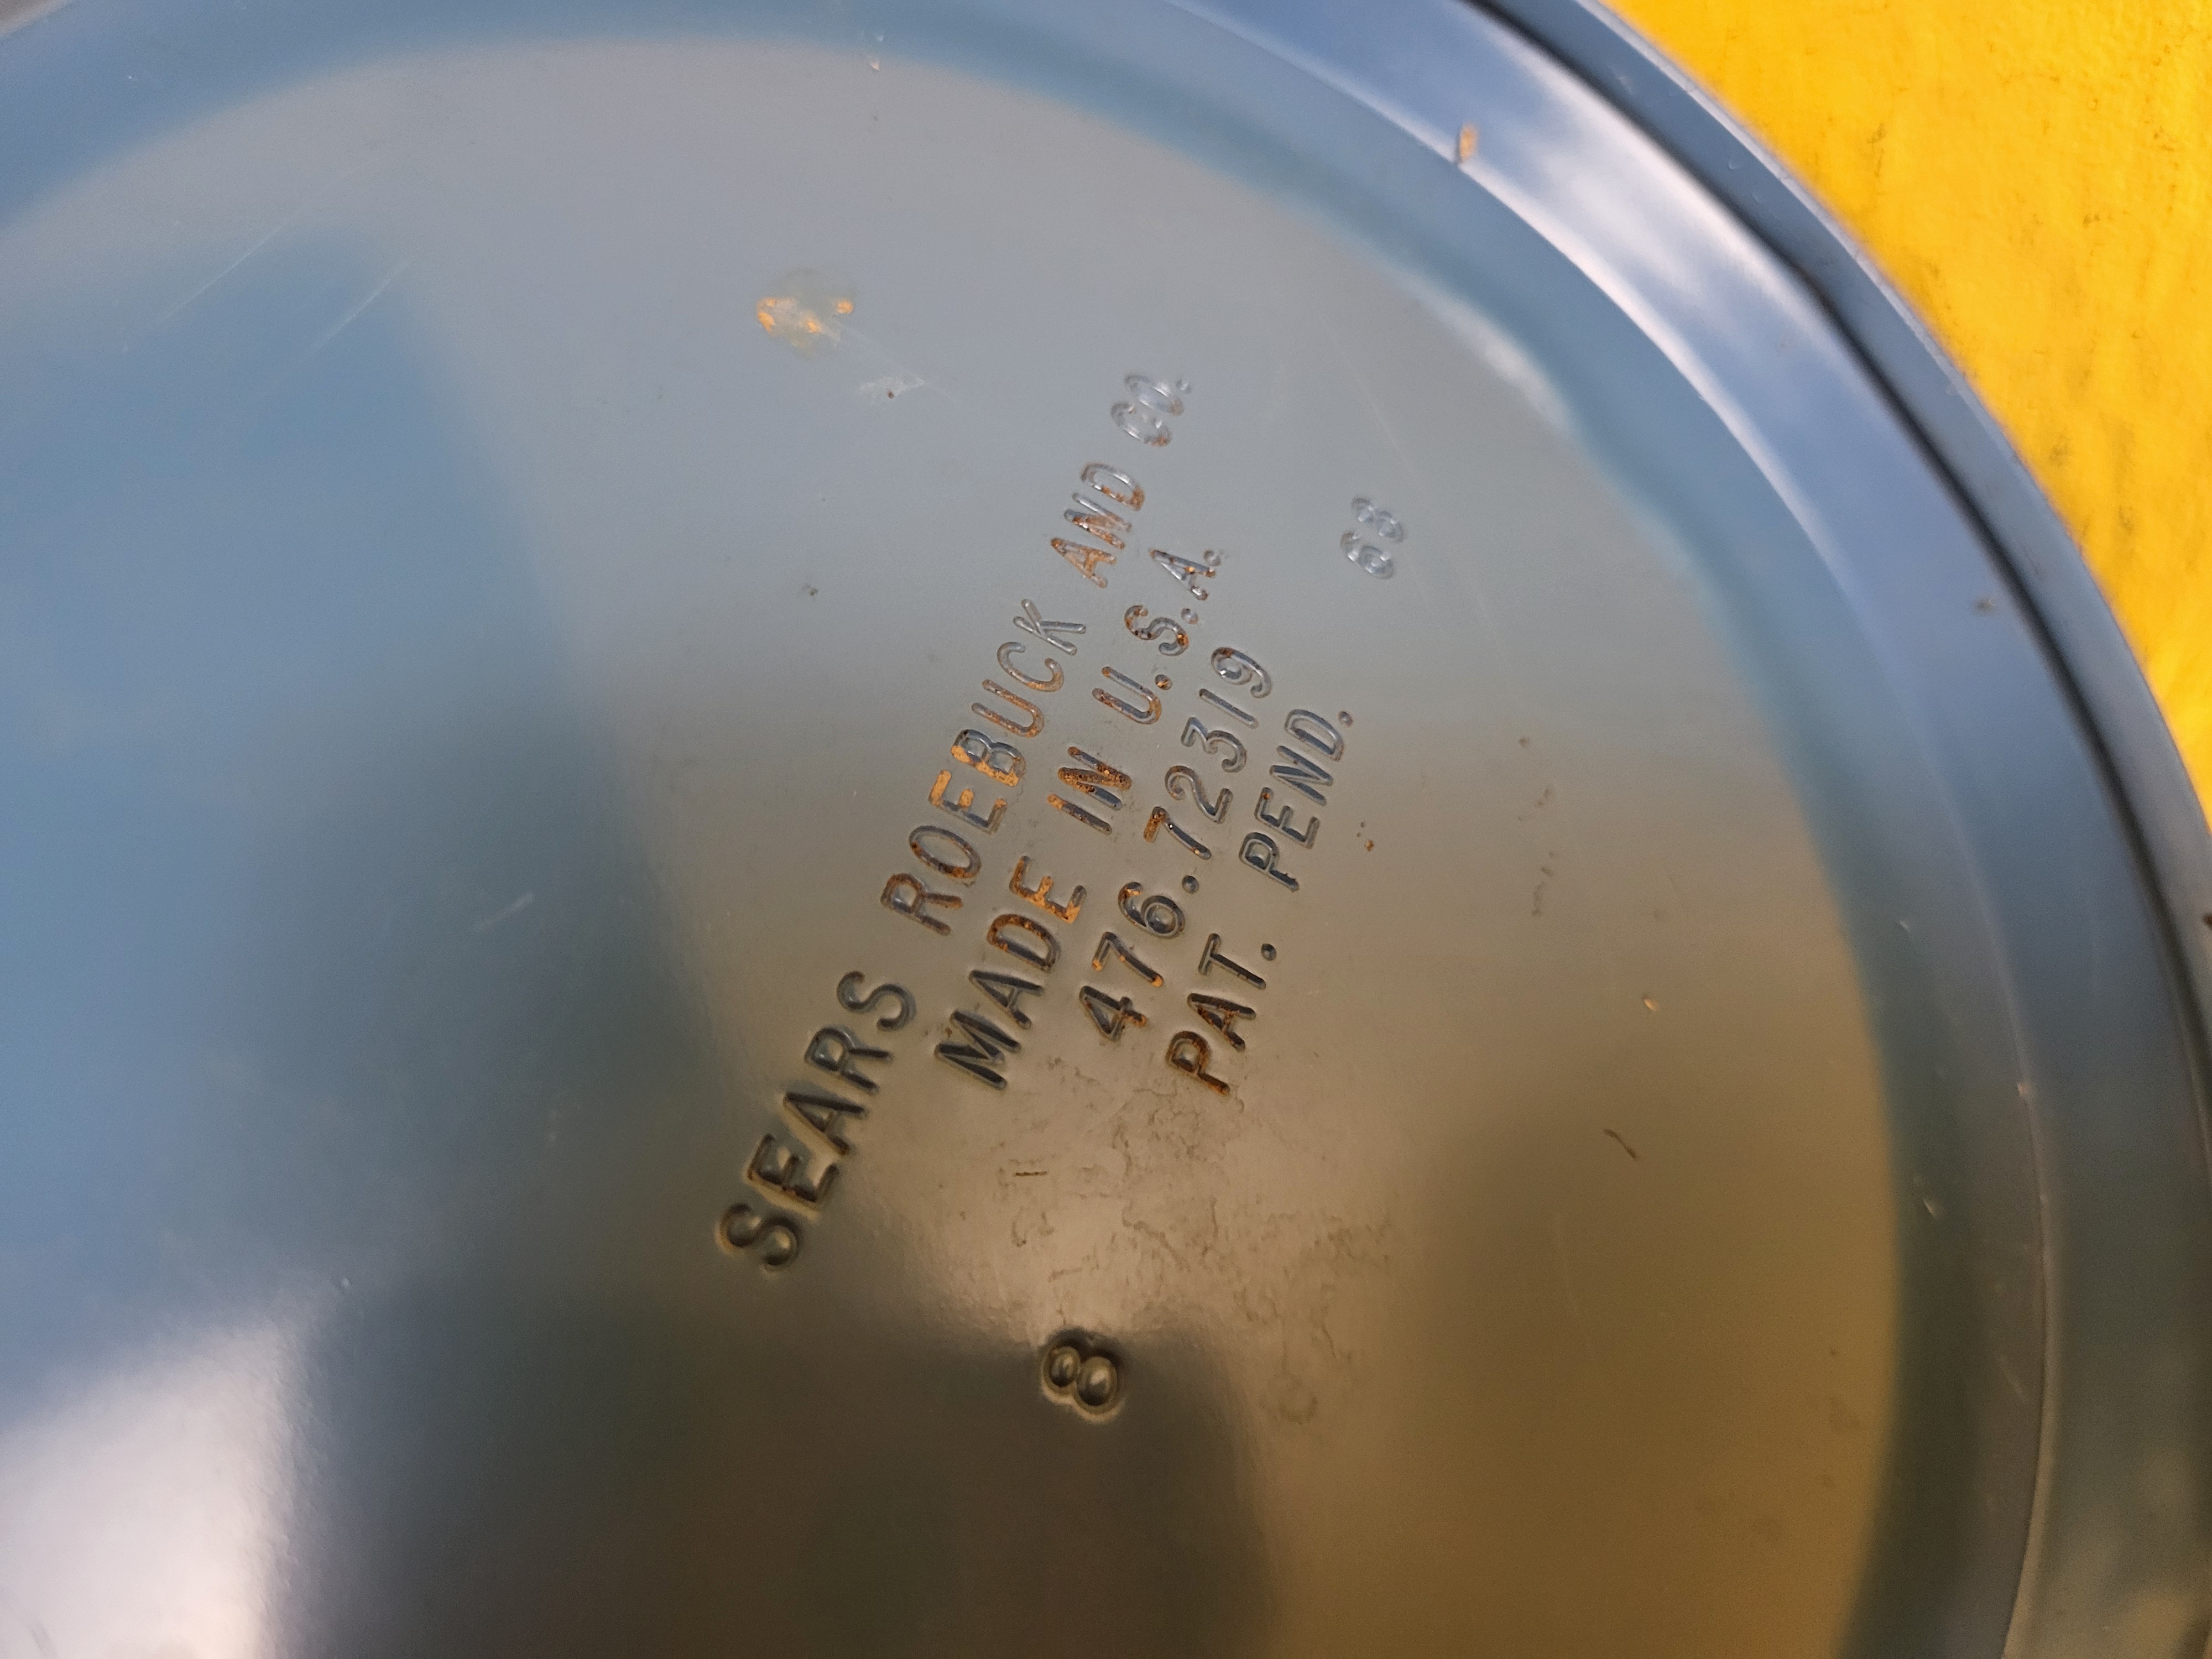 SEARS ROEBUCK AND CO.
MADE IN U.S.A.
476.72319
PAT. PEND.
8
68